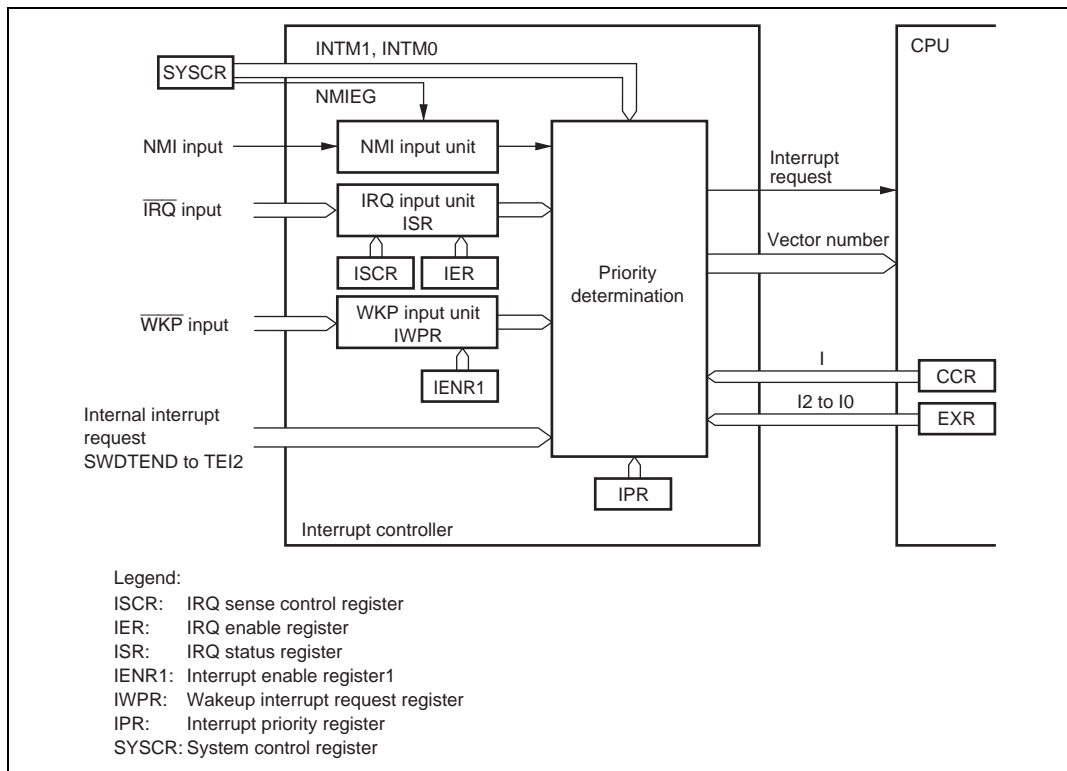 INTM1, INTM0
CPU
SYSCR
NMIEG
NMI input
NMI input unit
Interrupt
request
IRQ input
IRQ input unit
ISR
Vector number
ISCR
IER
Priority
determination
WKP input
WKP input unit
IWPR
I
CCR
IENR1
I2 to I0
EXR
Internal interrupt
request
SWDTEND to TEI2
IPR
Interrupt controller
Legend:
ISCR: IRQ sense control register
IER: IRQ enable register
ISR: IRQ status register
IENR1: Interrupt enable register1
IWPR: Wakeup interrupt request register
IPR: Interrupt priority register
SYSCR: System control register